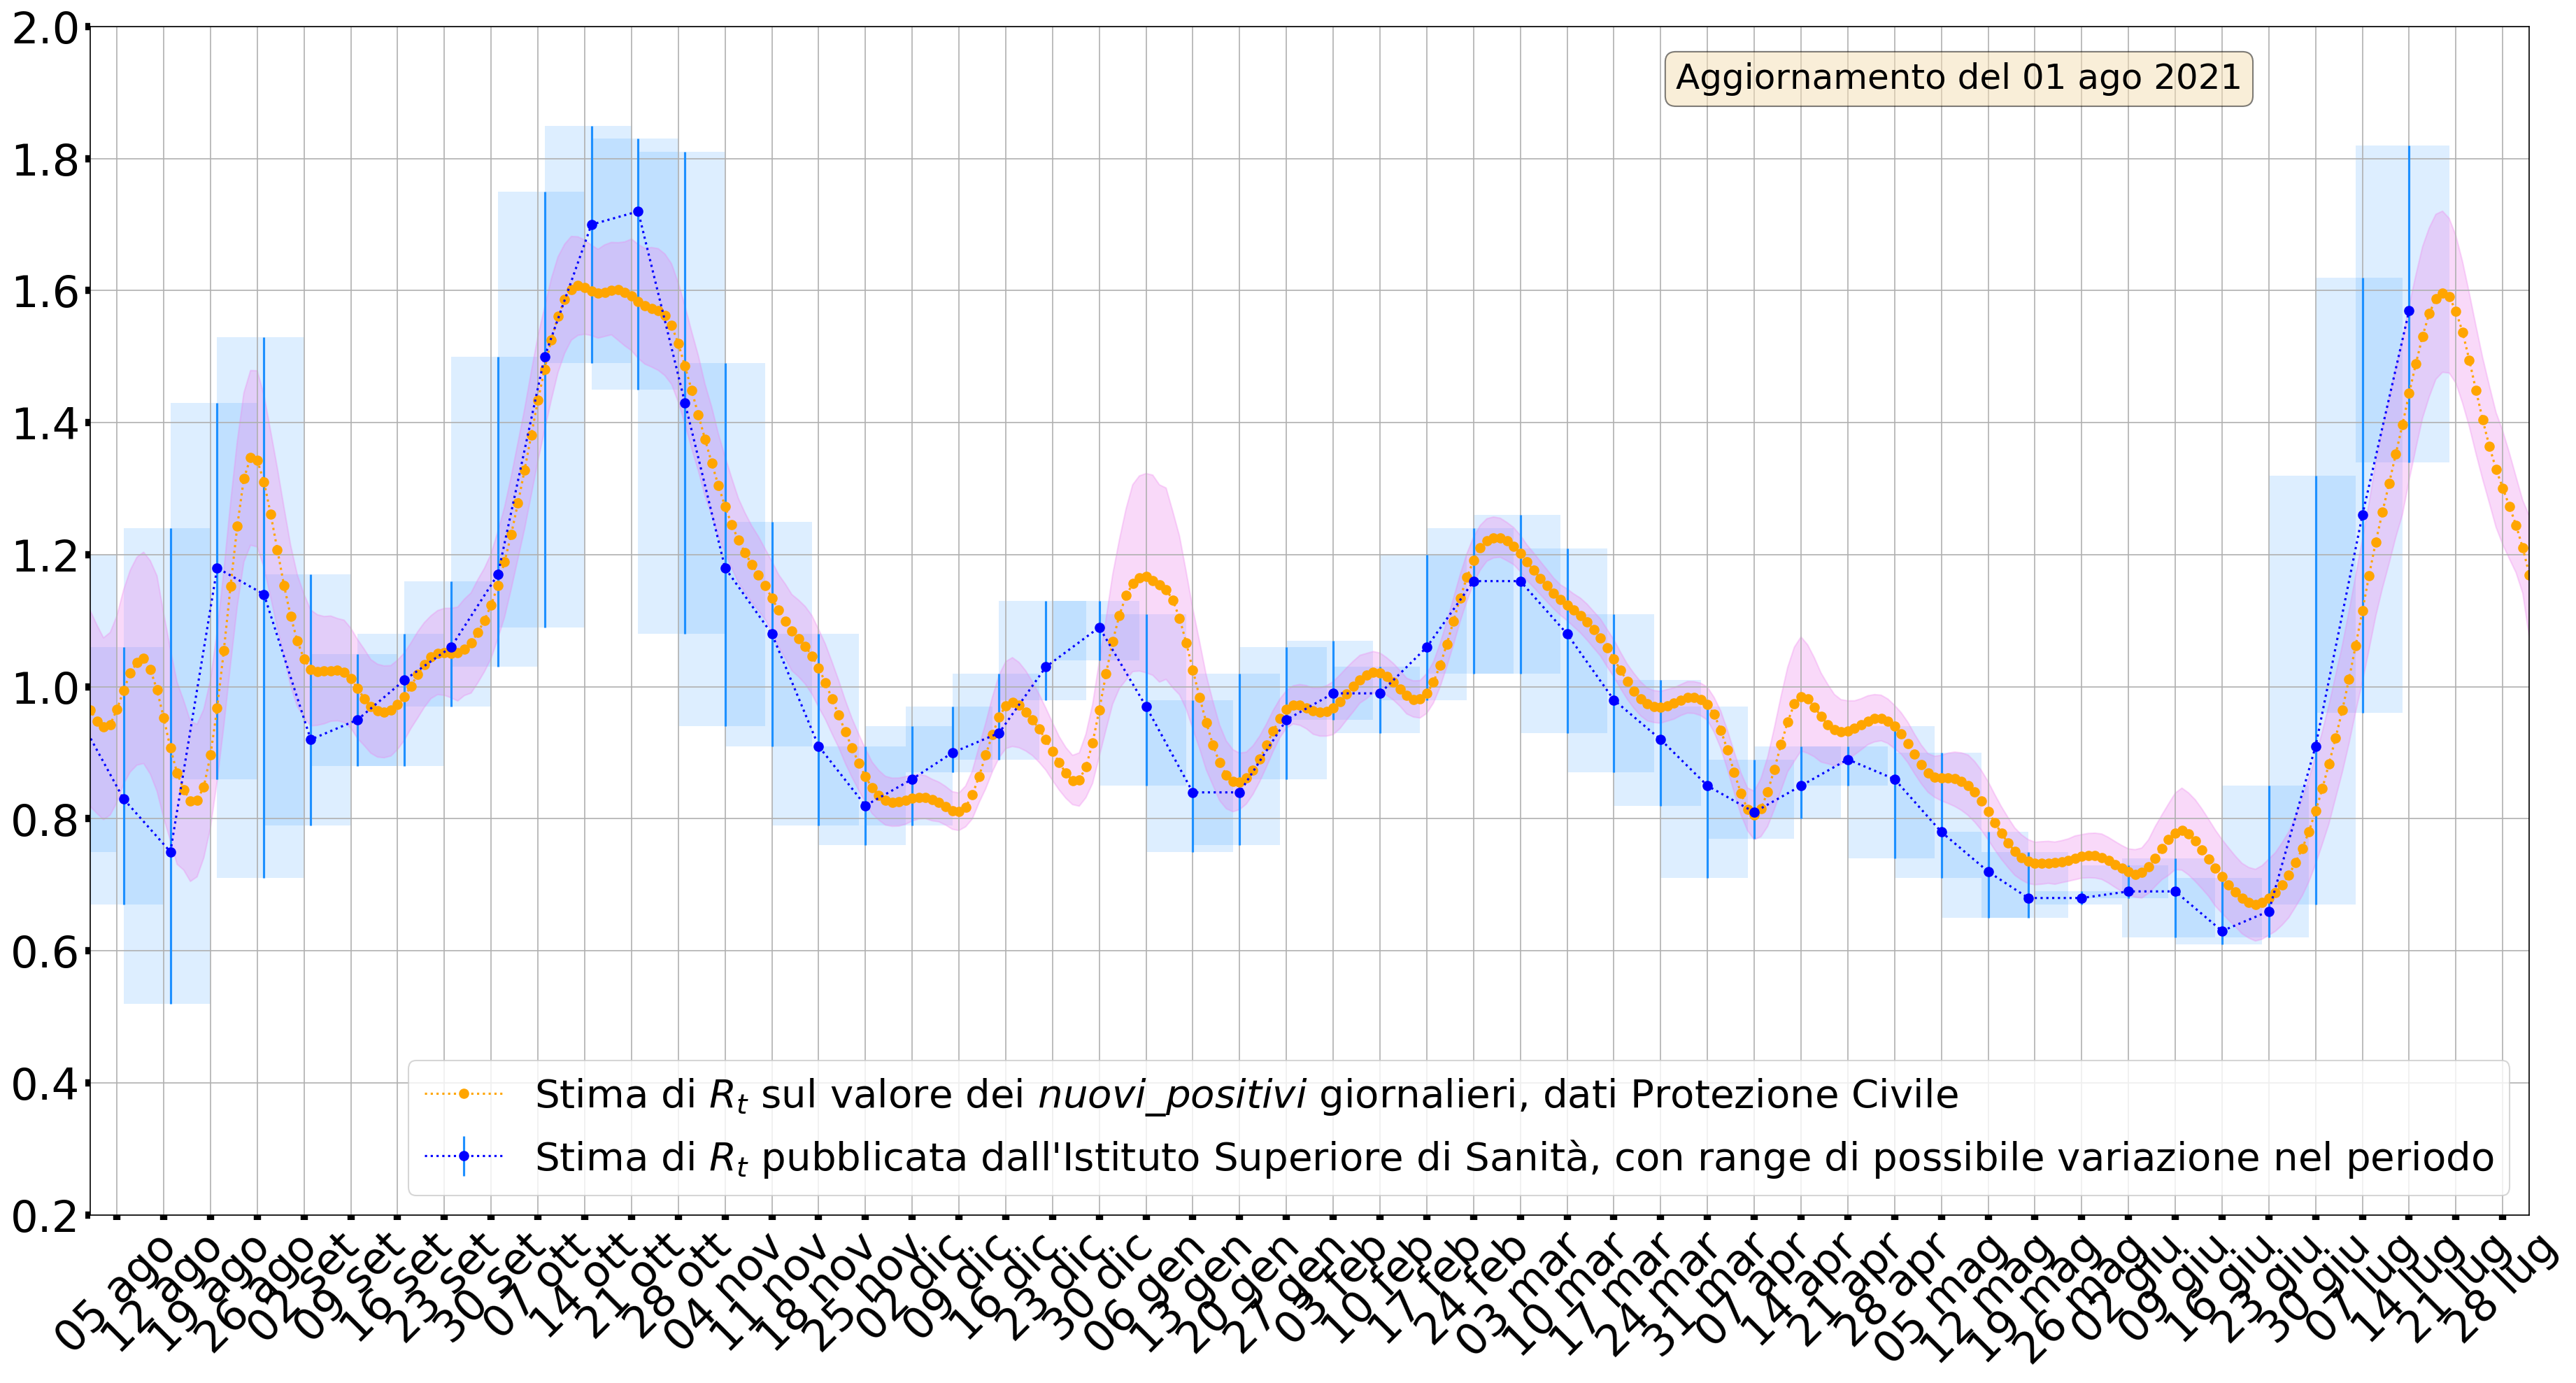 2.0
1.8
1.6
1.4
1.2
1.0
0.8
0.6
0.4
0.2
Aggiornamento del 01 ago 2021
Stima di Rt sul valore dei nuovi_positivi giornalieri, dati Protezione Civile
Stima di Rt pubblicata dall'Istituto Superiore di Sanità, con range di possibile variazione nel periodo
05 ago
12 ago
19 ago
26 ago
02 set
09 set
16 set
23 set
30 set
07 ott
14 ott
21 ott
28 ott
04 nov
11 nov
18 nov
25 nov
02 dic
09 dic
16 dic
23 dic
30 dic
06 gen
13 gen
20 gen
27 gen
03 feb
10 feb
17 feb
24 feb
03 mar
10 mar
17 mar
24 mar
31 mar
07 apr
14 apr
21 apr
28 apr
05 mag
12 mag
19 mag
26 mag
02 giu
09 giu
16 giu
23 giu
30 giu
07 lug
14 lug
21 lug
28 lug